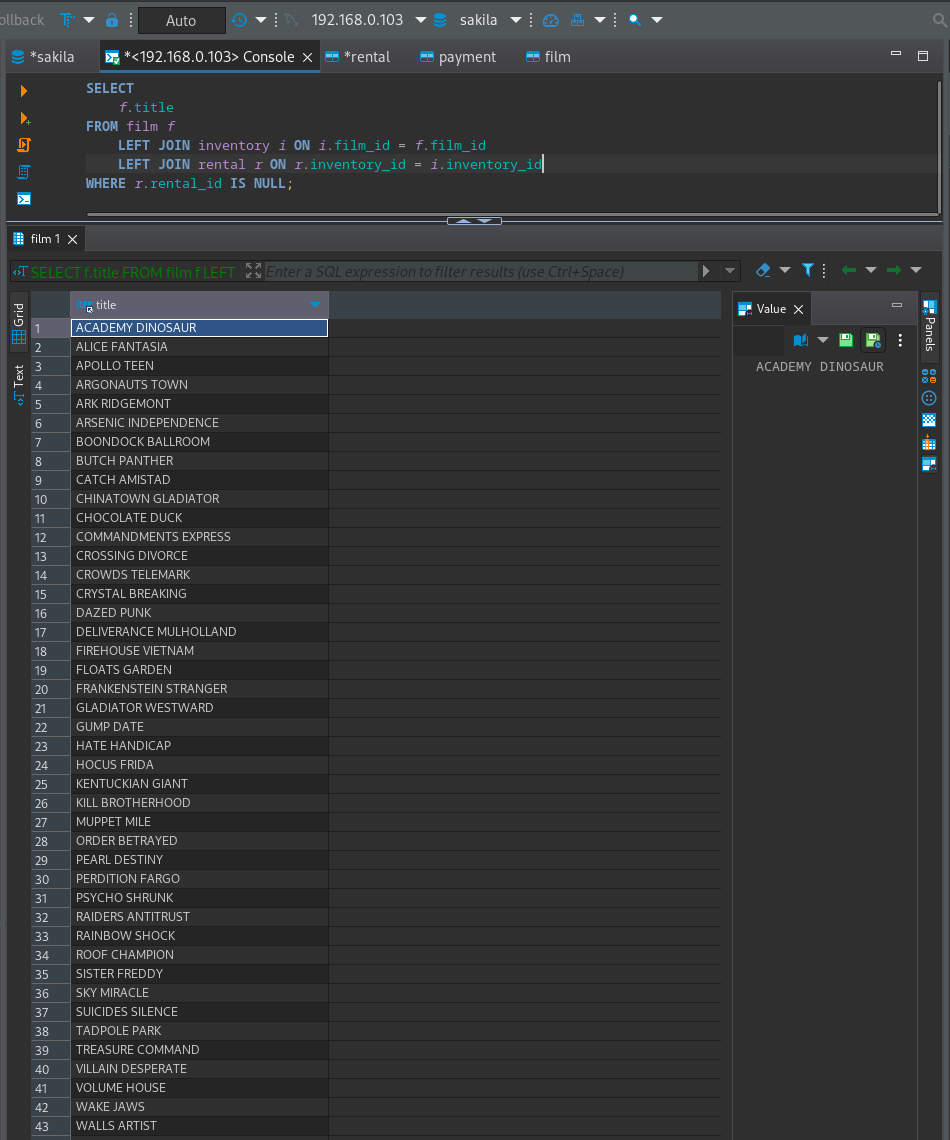 ollback Auto 192.168.0.103 sakila
*sakila *<192.168.0.103> Console *rental payment film
SELECT
f.title
FROM film f
LEFT JOIN inventory i ON i.film_id = f.film_id
LEFT JOIN rental r ON r.inventory_id = i.inventory_id
WHERE r.rental_id IS NULL;
film 1
SELECT f.title FROM film f LEFT Enter a SQL expression to filter results (use Ctrl+Space)
Grid
Text
title
1 ACADEMY DINOSAUR
2 ALICE FANTASIA
3 APOLLO TEEN
4 ARGONAUTS TOWN
5 ARK RIDGEMONT
6 ARSENIC INDEPENDENCE
7 BOONDOCK BALLROOM
8 BUTCH PANTHER
9 CATCH AMISTAD
10 CHINATOWN GLADIATOR
11 CHOCOLATE DUCK
12 COMMANDMENTS EXPRESS
13 CROSSING DIVORCE
14 CROWDS TELEMARK
15 CRYSTAL BREAKING
16 DAZED PUNK
17 DELIVERANCE MULHOLLAND
18 FIREHOUSE VIETNAM
19 FLOATS GARDEN
20 FRANKENSTEIN STRANGER
21 GLADIATOR WESTWARD
22 GUMP DATE
23 HATE HANDICAP
24 HOCUS FRIDA
25 KENTUCKIAN GIANT
26 KILL BROTHERHOOD
27 MUPPET MILE
28 ORDER BETRAYED
29 PEARL DESTINY
30 PERDITION FARGO
31 PSYCHO SHRUNK
32 RAIDERS ANTITRUST
33 RAINBOW SHOCK
34 ROOF CHAMPION
35 SISTER FREDDY
36 SKY MIRACLE
37 SUICIDES SILENCE
38 TADPOLE PARK
39 TREASURE COMMAND
40 VILLAIN DESPERATE
41 VOLUME HOUSE
42 WAKE JAWS
43 WALLS ARTIST
Value
ACADEMY DINOSAUR
Panels